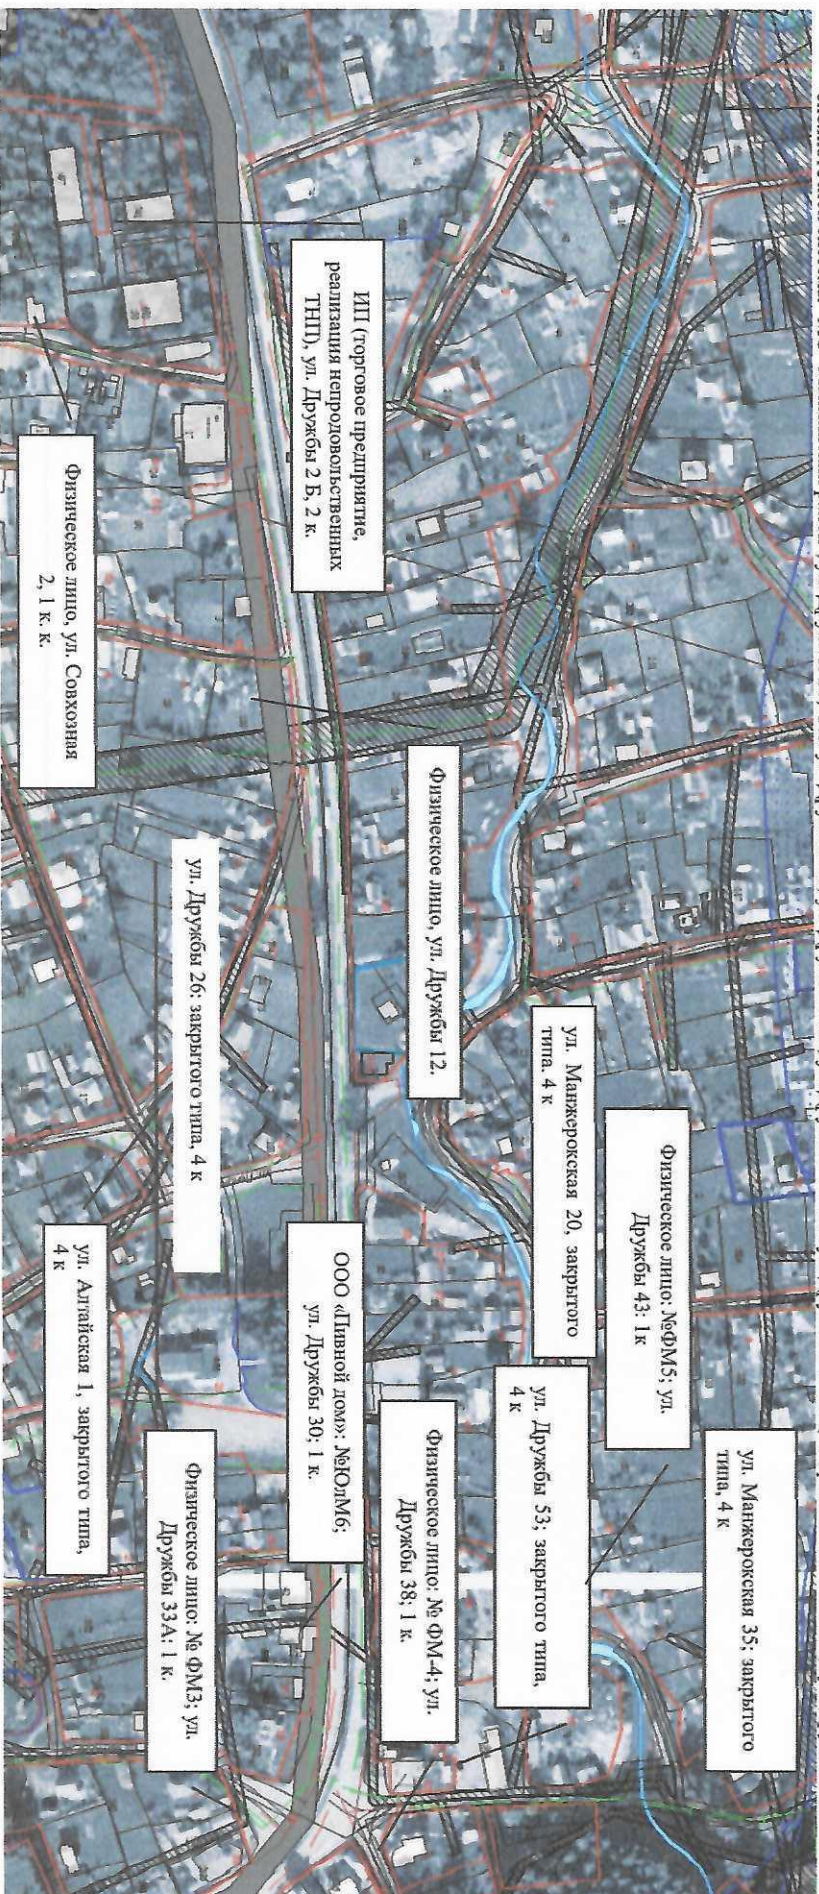 ИП (торговое предприятие,
реализация непродовольственных
ТНП), ул. Дружбы 2 Б, 2 к.
Физическое лицо, ул. Совхозная
2, 1 к. к.
Физическое лицо, ул. Дружбы 12.
ул. Дружбы 26: закрытого типа, 4 к
ул. Манжерокская 20, закрытого
типа. 4 к
Физическое лицо: №ФМ5; ул.
Дружбы 43: 1к
ул. Алтайская 1, закрытого типа,
4 к
ООО «Пивной дом»: №ЮлМ6;
ул. Дружбы 30; 1 к.
ул. Дружбы 53; закрытого типа,
4 к
Физическое лицо: № ФМ-4; ул.
Дружбы 38; 1 к.
ул. Манжерокская 35; закрытого
типа, 4 к
Физическое лицо: № ФМ3; ул.
Дружбы 33А: 1 к.